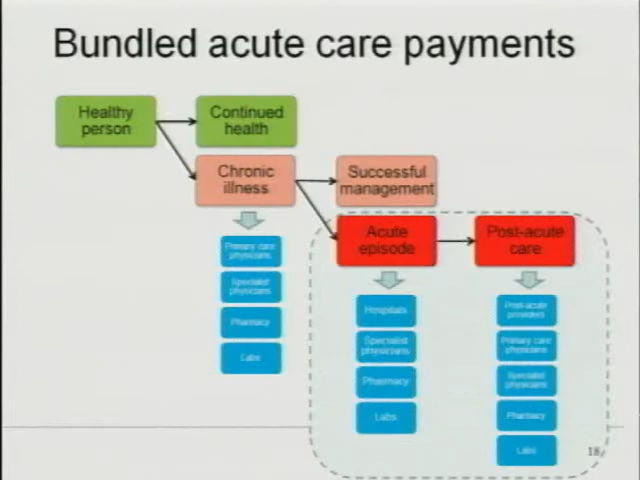 Bundled acute care payments
Healthy
person
Continued
health
Chronic
illness
Successful
management
Acute
episode
Post-acute
care
Primary care
physicians
Specialist
physicians
Pharmacy
Labs
Hospitals
Specialist
physicians
Pharmacy
Labs
Post-acute
providers
Primary care
physicians
Specialist
physicians
Pharmacy
Labs
18